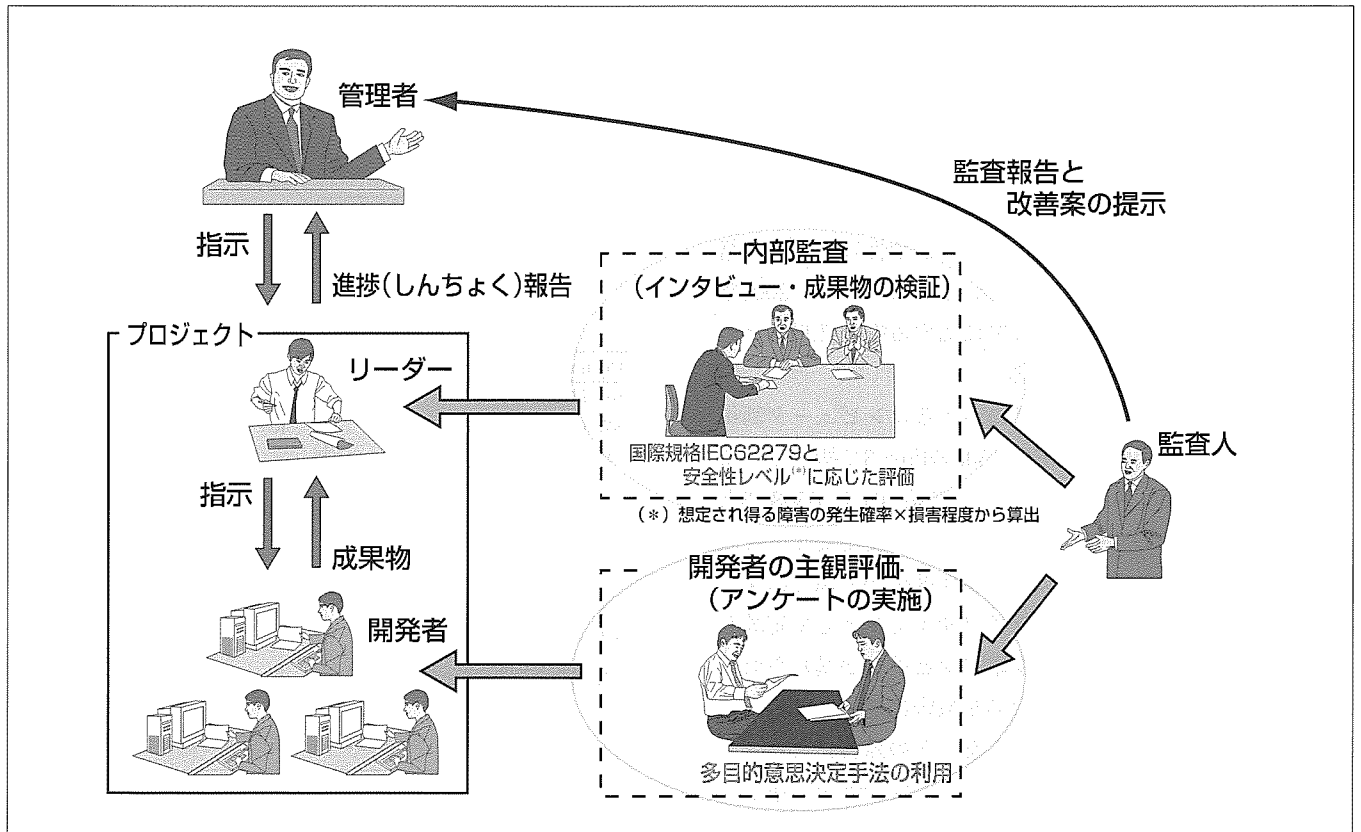 管理者
監査報告と
改善案の提示
指示
進捗(しんちょく)報告
プロジェクト
リーダー
指示
成果物
開発者
内部監査
(インタビュー・成果物の検証)
国際規格IEC62279と
安全性レベル(*)に応じた評価
(*) 想定され得る障害の発生確率×損害程度から算出
監査人
開発者の主観評価
(アンケートの実施)
多目的意思決定手法の利用